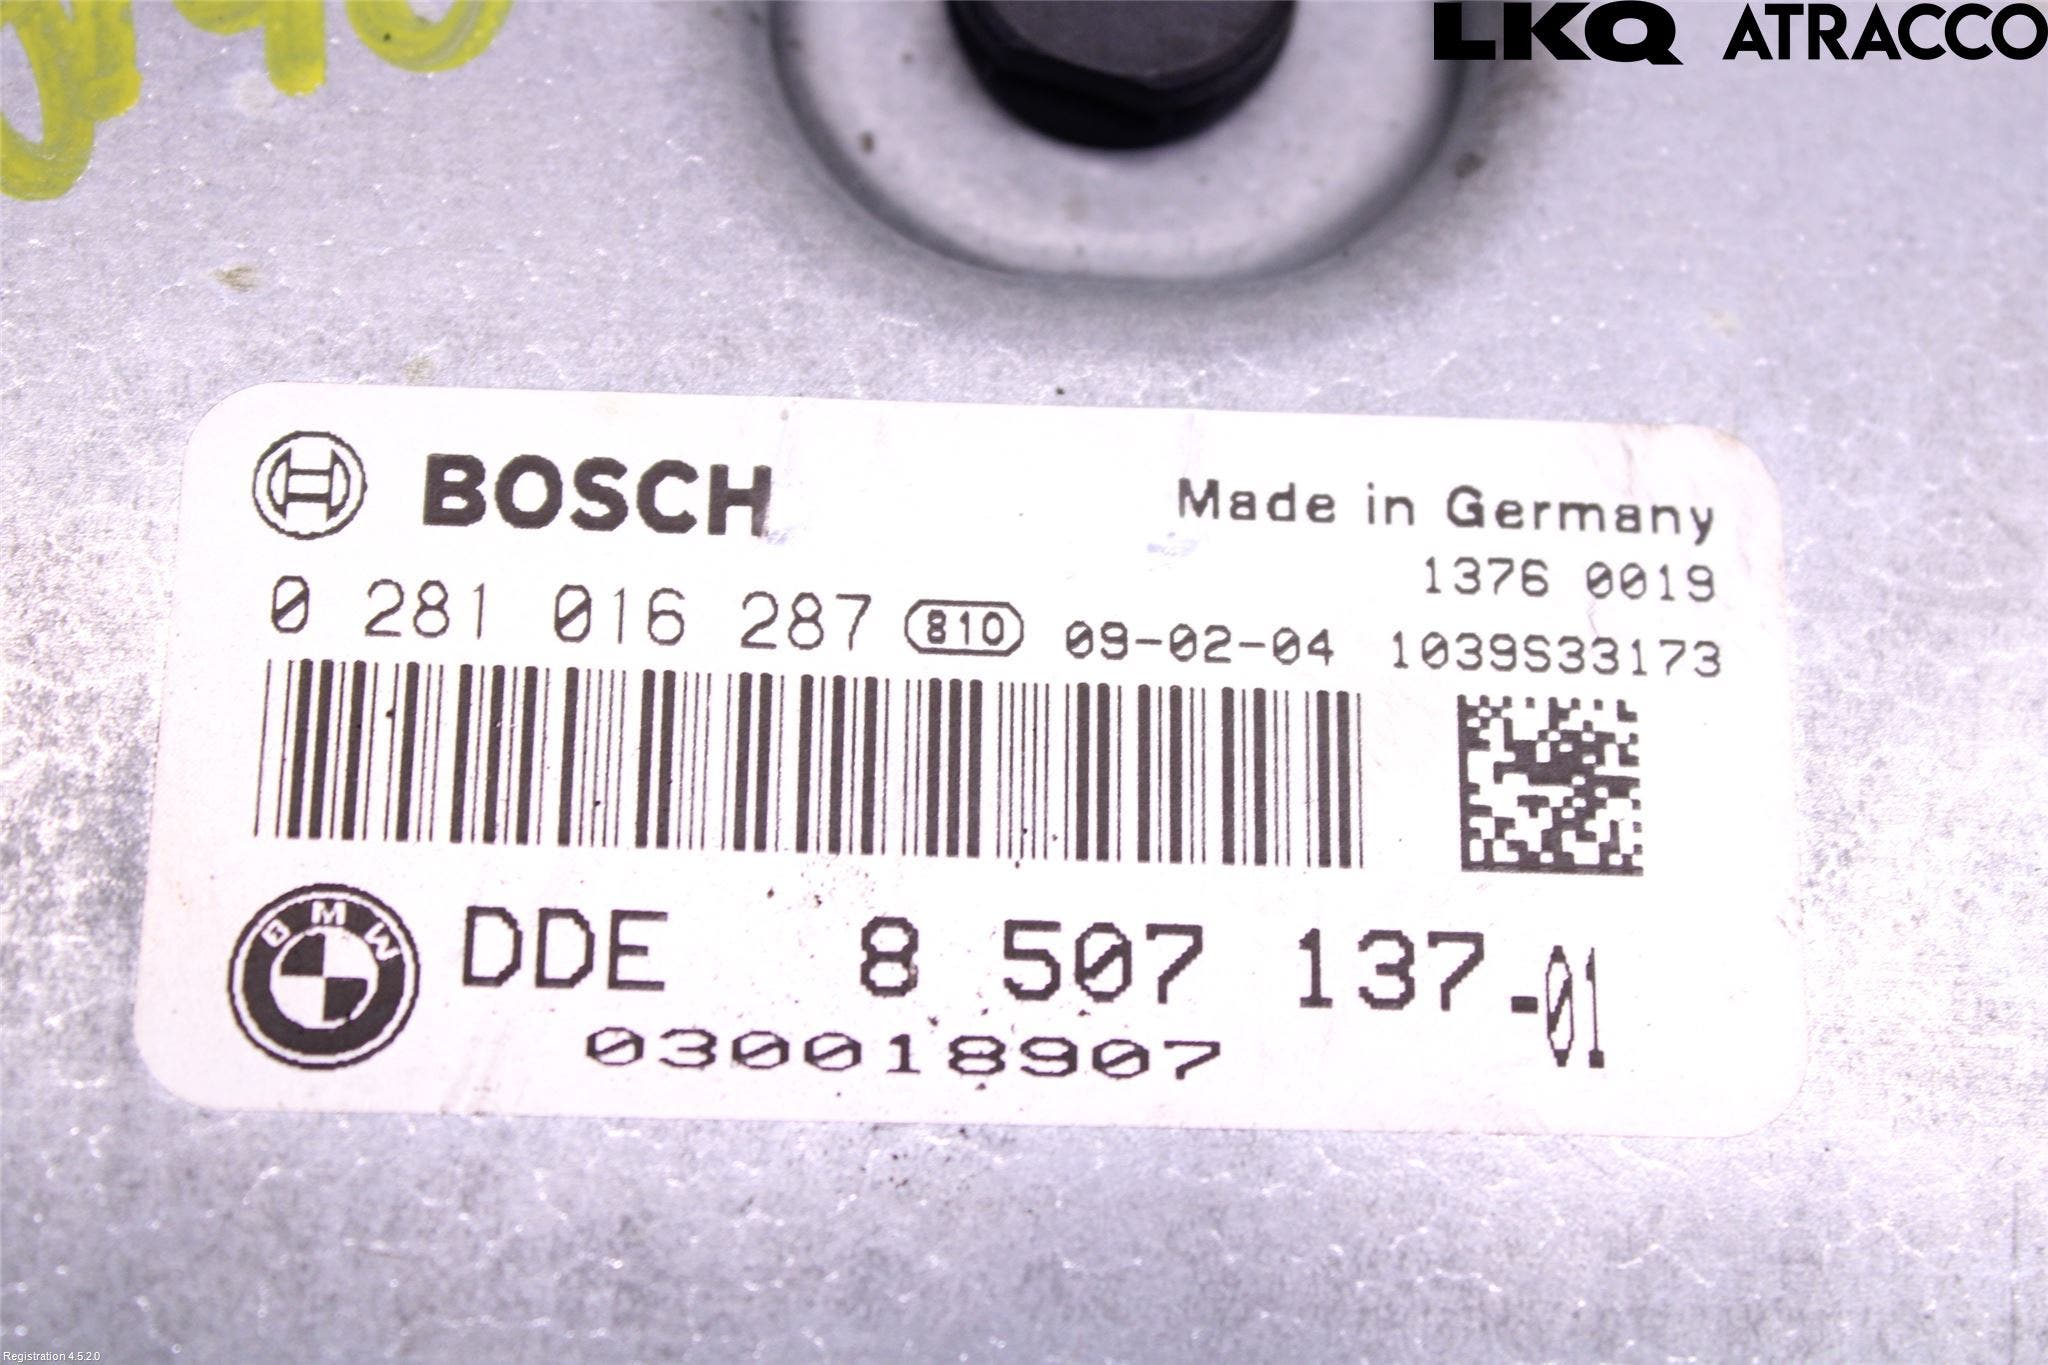 LKQ ATRACCO
BOSCH
Made in Germany
1376 0019
0 281 016 287 810 09-02-04 1039S33173
BMW DDE 8 507 137-01
030018907
Registration 4.5.2.0